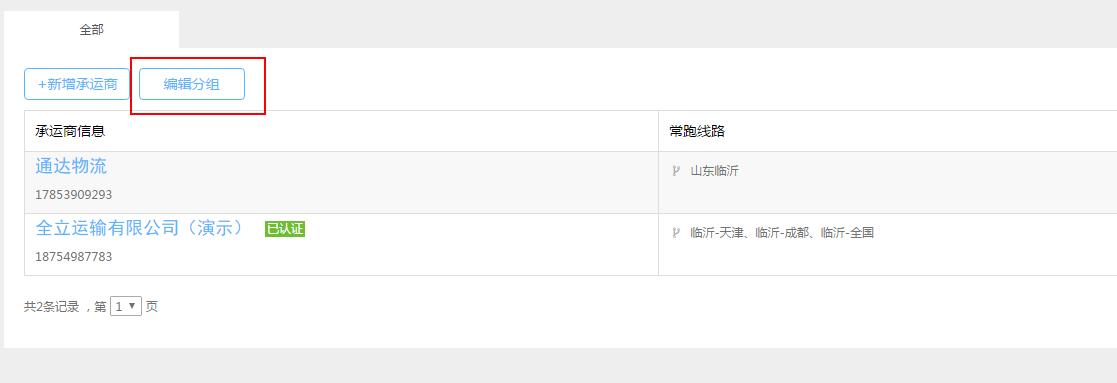 全部
+新增承运商 编辑分组
承运商信息 常跑线路
通达物流
山东临沂
17853909293
全立运输有限公司（演示） 已认证
临沂-天津、临沂-成都、临沂-全国
18754987783
共2条记录 ，第 1 页